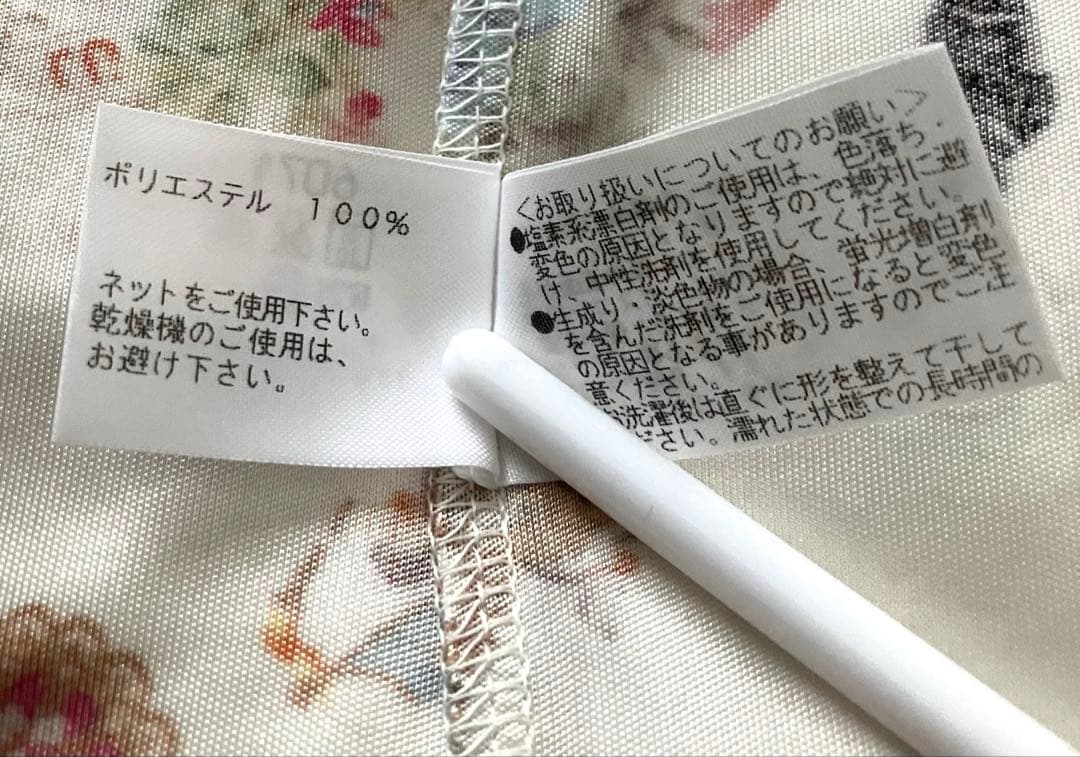 ポリエステル 100%
ネットをご使用下さい。
乾燥機のご使用は、
お避け下さい。
〈お取り扱いについてのお願い〉
●塩素系漂白剤のご使用は、色落ち・
変色の原因となりますので絶対に避
け、中性洗剤を使用してください。
●生成り・淡色物の場合、蛍光増白剤
を含んだ洗剤をご使用になると変色
の原因となる事がありますのでご注
意ください。
洗濯後は直ぐに形を整えて干して
ださい。濡れた状態での長時間の